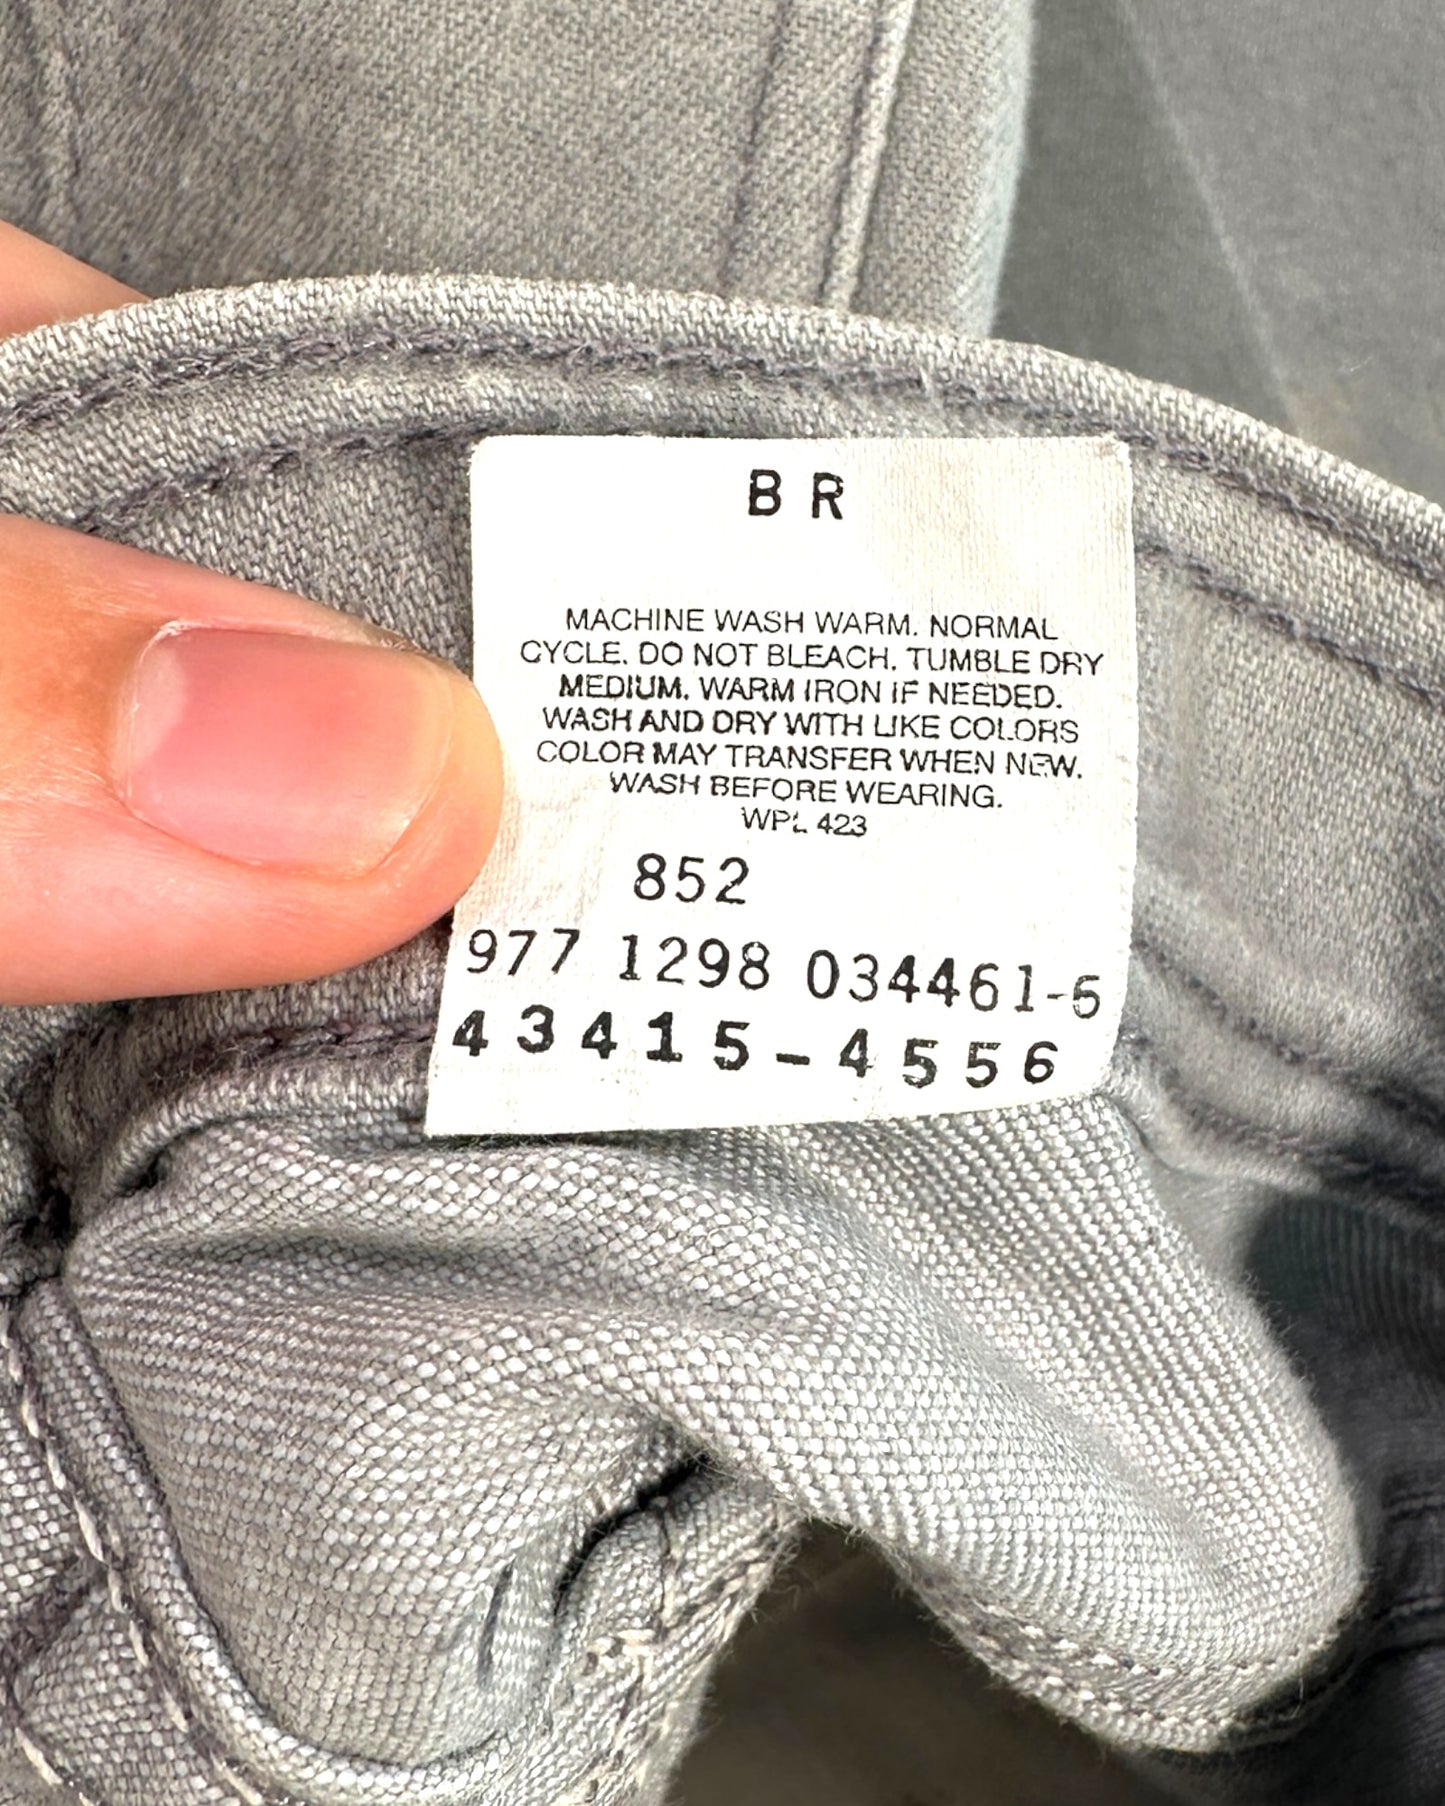 BR
MACHINE WASH WARM. NORMAL
CYCLE. DO NOT BLEACH. TUMBLE DRY
MEDIUM. WARM IRON IF NEEDED.
WASH AND DRY WITH LIKE COLORS
COLOR MAY TRANSFER WHEN NEW.
WASH BEFORE WEARING.
WPL 423
852
977 1298 034461-6
43415-4556